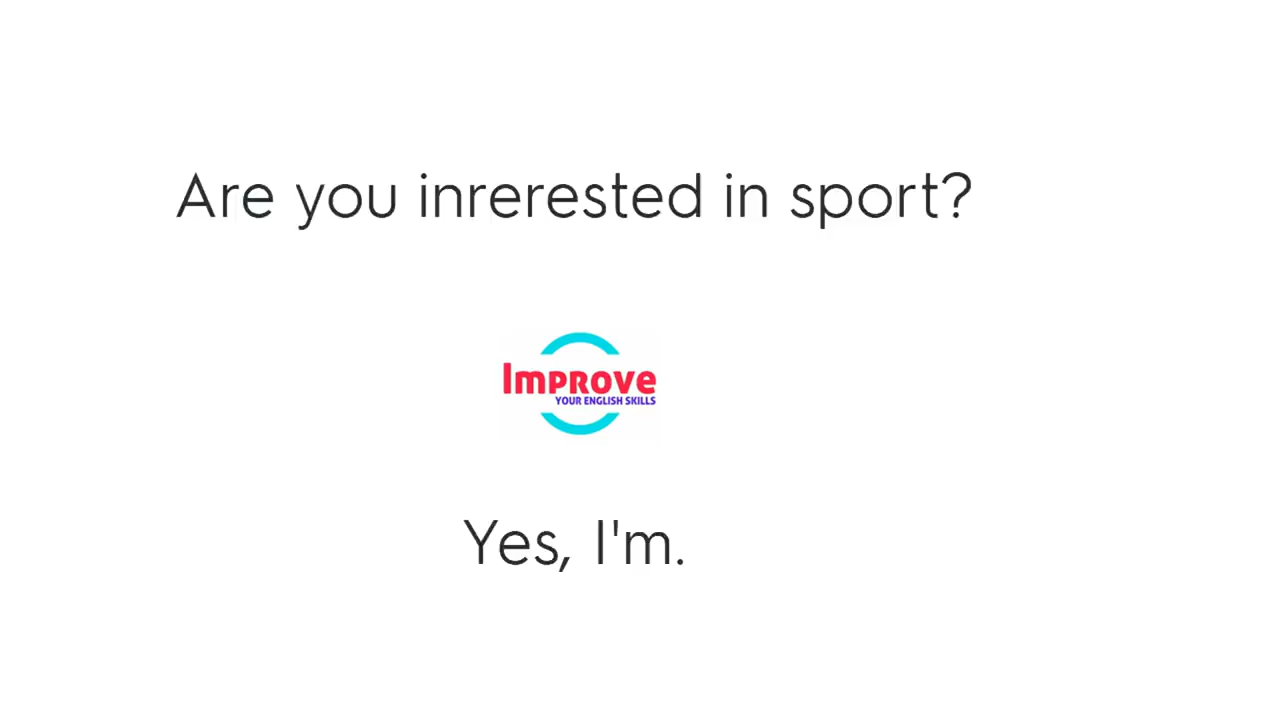 Are you inrerested in sport?
Improve
YOUR ENGLISH SKILLS
Yes, I'm.